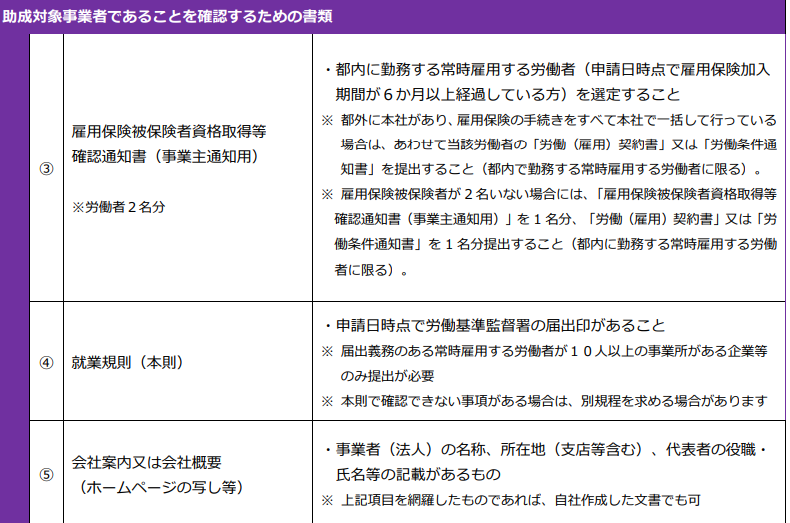 助成対象事業者であることを確認するための書類
③
雇用保険被保険者資格取得等
確認通知書（事業主通知用）
※労働者２名分
・都内に勤務する常時雇用する労働者（申請日時点で雇用保険加入
期間が６か月以上経過している方）を選定すること
※ 都外に本社があり、雇用保険の手続きをすべて本社で一括して行っている
場合は、あわせて当該労働者の「労働（雇用）契約書」又は「労働条件通
知書」を提出すること（都内で勤務する常時雇用する労働者に限る）。
※ 雇用保険被保険者が２名いない場合には、「雇用保険被保険者資格取得等
確認通知書（事業主通知用）」を１名分、「労働（雇用）契約書」又は「労
働条件通知書」を１名分提出すること（都内に勤務する常時雇用する労働
者に限る）。
④
就業規則（本則）
・申請日時点で労働基準監督署の届出印があること
※ 届出義務のある常時雇用する労働者が１０人以上の事業所がある企業等
のみ提出が必要
※ 本則で確認できない事項がある場合は、別規程を求める場合があります
⑤
会社案内又は会社概要
（ホームページの写し等）
・事業者（法人）の名称、所在地（支店等含む）、代表者の役職・
氏名等の記載があるもの
※ 上記項目を網羅したものであれば、自社作成した文書でも可